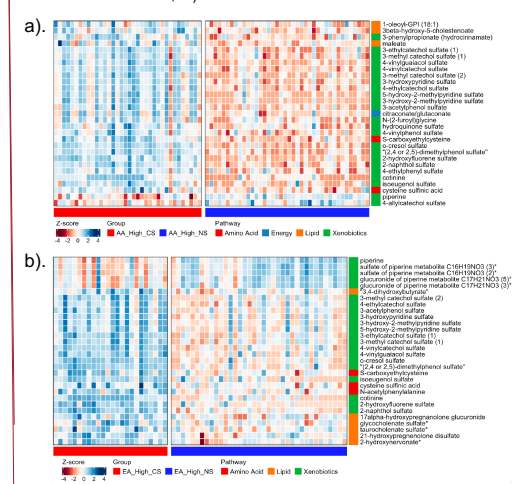 a).
1-oleoyl-GPI (18:1)
3beta-hydroxy-5-cholestenoate
3-phenylpropionate (hydrocinnamate)
maleate
3-ethylcatechol sulfate (1)
3-methyl catechol sulfate (1)
4-vinylguaiacol sulfate
4-vinylcatechol sulfate
3-methyl catechol sulfate (2)
3-hydroxypyridine sulfate
4-ethylcatechol sulfate
5-hydroxy-2-methylpyridine sulfate
3-hydroxy-2-methylpyridine sulfate
3-acetylphenol sulfate
citraconate/glutaconate
N-(2-furoyl)glycine
hydroquinone sulfate
4-vinylphenol sulfate
S-carboxyethylcysteine
o-cresol sulfate
*(2,4 or 2,5)-dimethylphenol sulfate*
2-hydroxyfluorene sulfate
2-naphthol sulfate
4-ethylphenyl sulfate
cotinine
isoeugenol sulfate
cysteine sulfinic acid
piperine
4-allylcatechol sulfate
Z-score Group Pathway
-4 -2 0 2 4 AA_High_CS AA_High_NS Amino Acid Energy Lipid Xenobiotics
b).
piperine
sulfate of piperine metabolite C16H19NO3 (3)*
sulfate of piperine metabolite C16H19NO3 (2)*
glucuronide of piperine metabolite C17H21NO3 (5)*
glucuronide of piperine metabolite C17H21NO3 (3)*
*3,4-dihydroxybutyrate*
3-methyl catechol sulfate (2)
4-ethylcatechol sulfate
3-acetylphenol sulfate
3-hydroxypyridine sulfate
3-hydroxy-2-methylpyridine sulfate
5-hydroxy-2-methylpyridine sulfate
3-ethylcatechol sulfate (1)
3-methyl catechol sulfate (1)
4-vinylcatechol sulfate
4-vinylguaiacol sulfate
o-cresol sulfate
*(2,4 or 2,5)-dimethylphenol sulfate*
S-carboxyethylcysteine
isoeugenol sulfate
cysteine sulfinic acid
N-acetylphenylalanine
cotinine
2-hydroxyfluorene sulfate
2-naphthol sulfate
17alpha-hydroxypregnanolone glucuronide
glycocholenate sulfate*
taurocholenate sulfate*
21-hydroxypregnenolone disulfate
2-hydroxynervonate*
Z-score Group Pathway
-4 -2 0 2 4 EA_High_CS EA_High_NS Amino Acid Lipid Xenobiotics